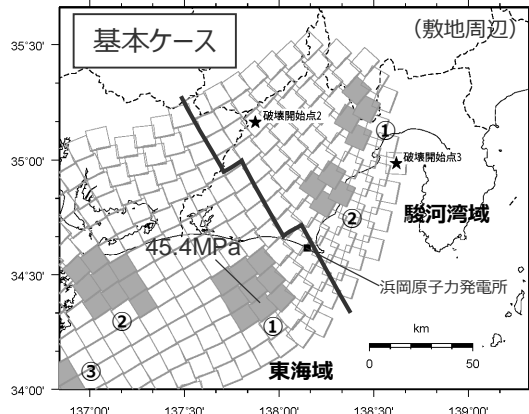 基本ケース
(敷地周辺)
35°30'
破壊開始点2
①
35°00'
破壊開始点3
②
駿河湾域
45.4MPa
34°30'
浜岡原子力発電所
②
①
③
東海域
km
0 50
34°00'
137°00' 137°30' 138°00' 138°30' 139°00'